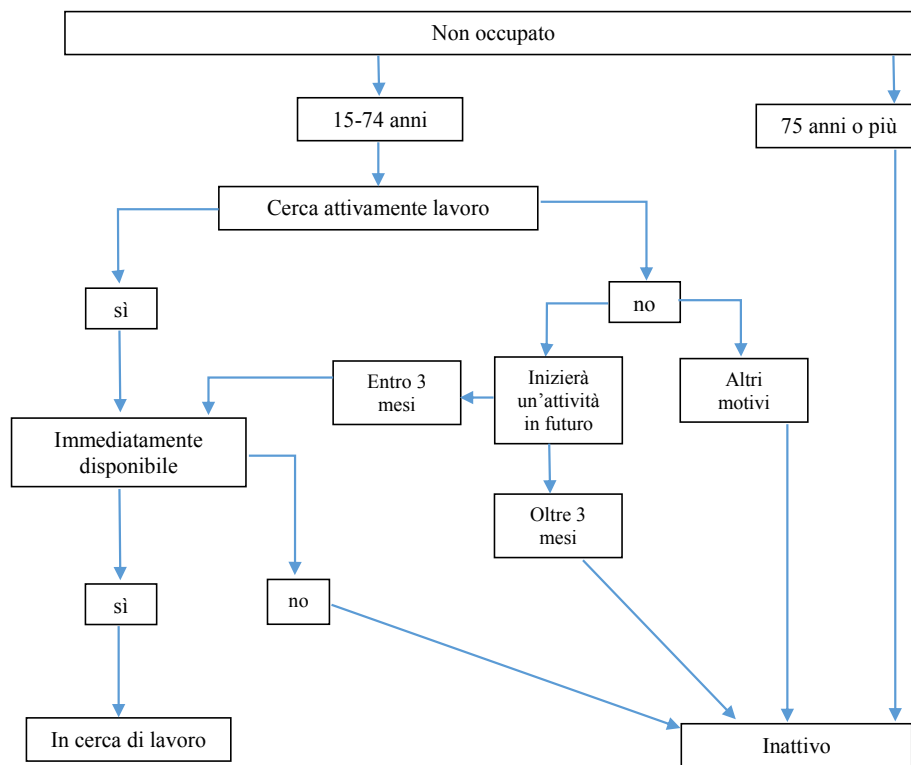 Non occupato
15-74 anni
75 anni o più
Cerca attivamente lavoro
sì
no
Entro 3
mesi
Inizierà
un’attività
in futuro
Altri
motivi
Immediatamente
disponibile
Oltre 3
mesi
sì
no
In cerca di lavoro
Inattivo